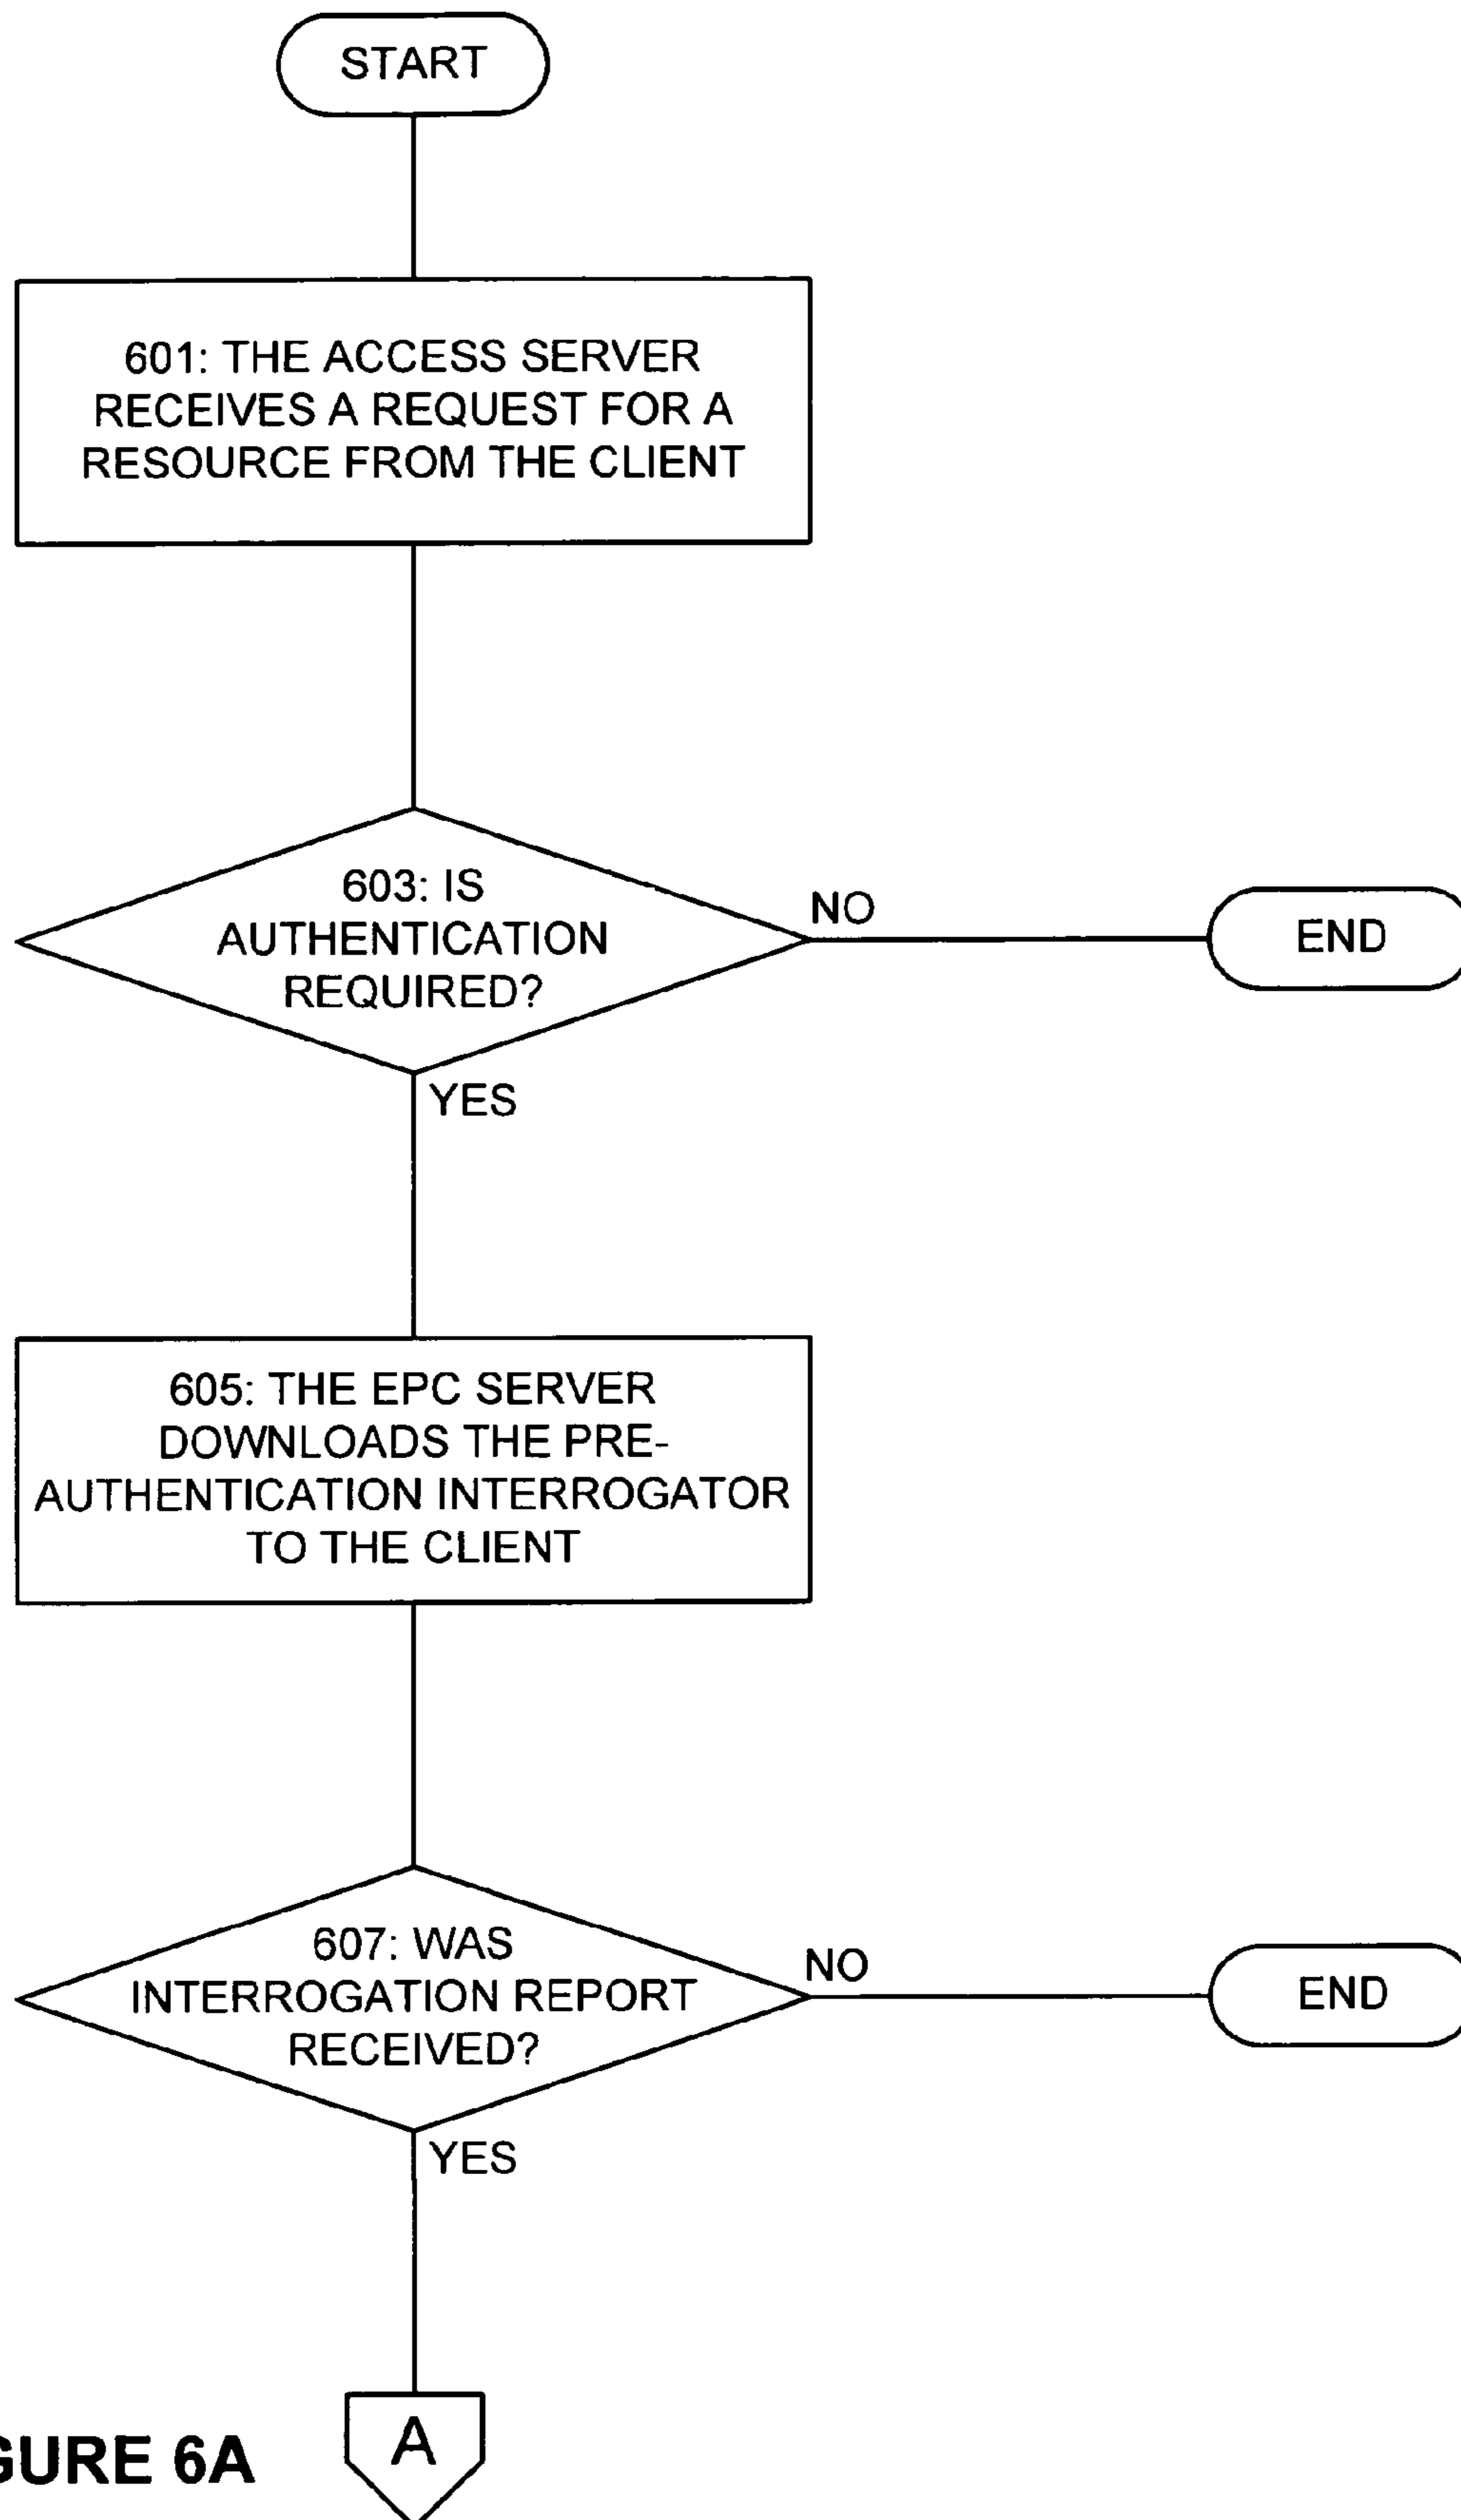 START
601: THE ACCESS SERVER
RECEIVES A REQUEST FOR A
RESOURCE FROM THE CLIENT
603: IS
AUTHENTICATION
REQUIRED?
NO
END
YES
605: THE EPC SERVER
DOWNLOADS THE PRE-
AUTHENTICATION INTERROGATOR
TO THE CLIENT
607: WAS
INTERROGATION REPORT
RECEIVED?
NO
END
YES
A
GURE 6A